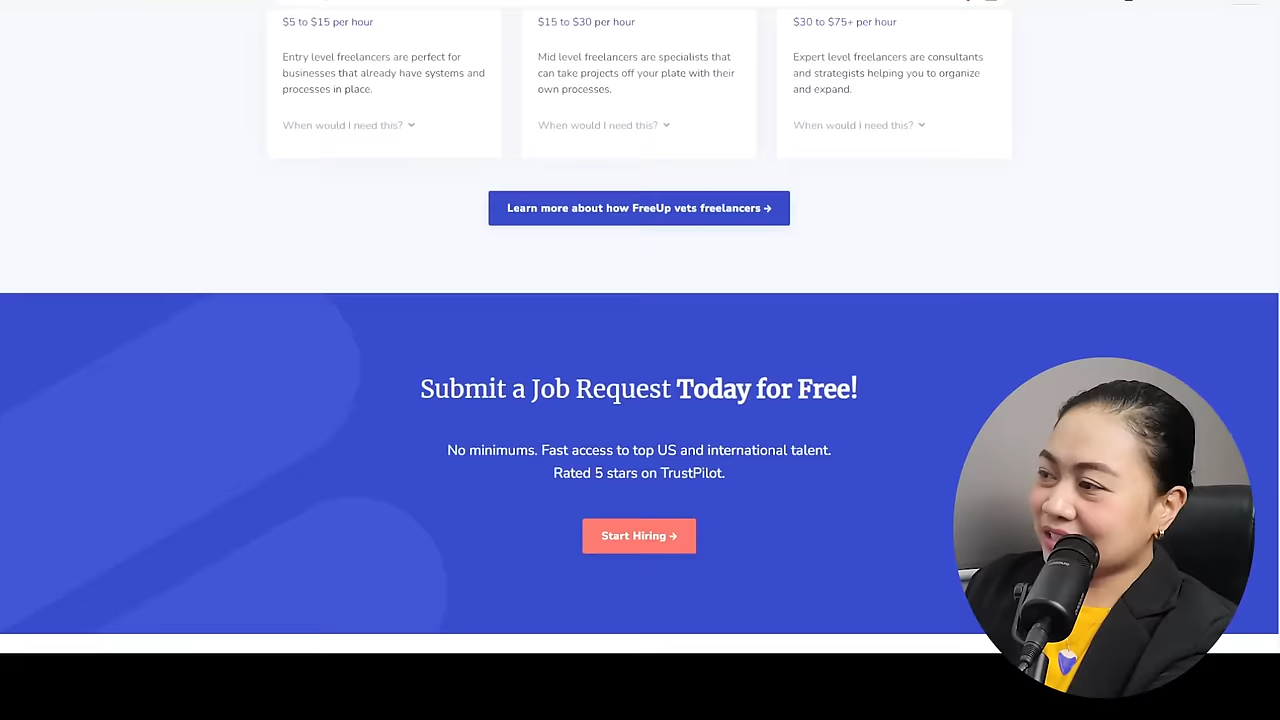 $5 to $15 per hour
Entry level freelancers are perfect for
businesses that already have systems and
processes in place.
When would I need this?
$15 to $30 per hour
Mid level freelancers are specialists that
can take projects off your plate with their
own processes.
When would I need this?
$30 to $75+ per hour
Expert level freelancers are consultants
and strategists helping you to organize
and expand.
When would I need this?
Learn more about how FreeUp vets freelancers →
Submit a Job Request Today for Free!
No minimums. Fast access to top US and international talent.
Rated 5 stars on TrustPilot.
Start Hiring →